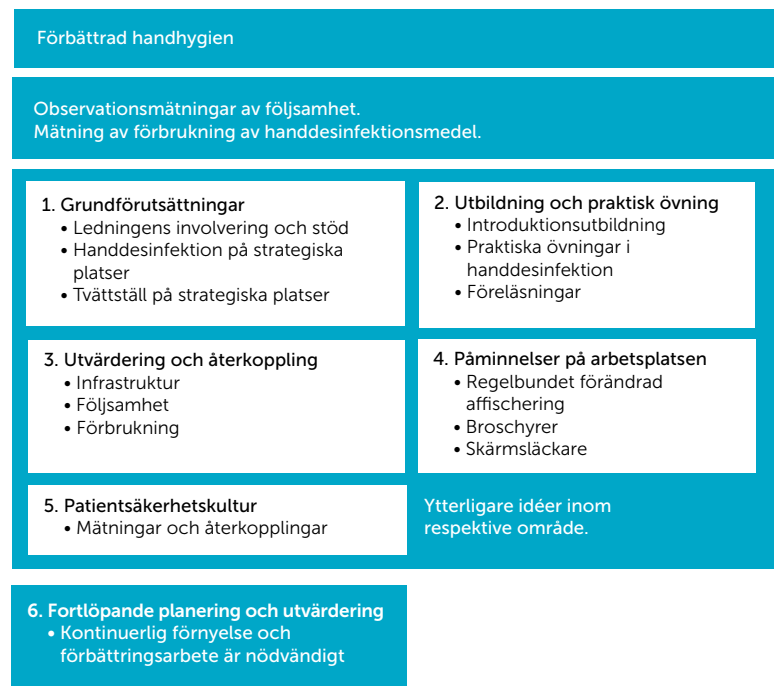 Förbättrad handhygien
Observationsmätningar av följsamhet.
Mätning av förbrukning av handdesinfektionsmedel.
1. Grundförutsättningar
• Ledningens involvering och stöd
• Handdesinfektion på strategiska
platser
• Tvättställ på strategiska platser
2. Utbildning och praktisk övning
• Introduktionsutbildning
• Praktiska övningar i
handdesinfektion
• Föreläsningar
3. Utvärdering och återkoppling
• Infrastruktur
• Följsamhet
• Förbrukning
4. Påminnelser på arbetsplatsen
• Regelbundet förändrad
affischering
• Broschyrer
• Skärmsläckare
5. Patientsäkerhetskultur
• Mätningar och återkopplingar
Ytterligare idéer inom
respektive område.
6. Fortlöpande planering och utvärdering
• Kontinuerlig förnyelse och
förbättringsarbete är nödvändigt